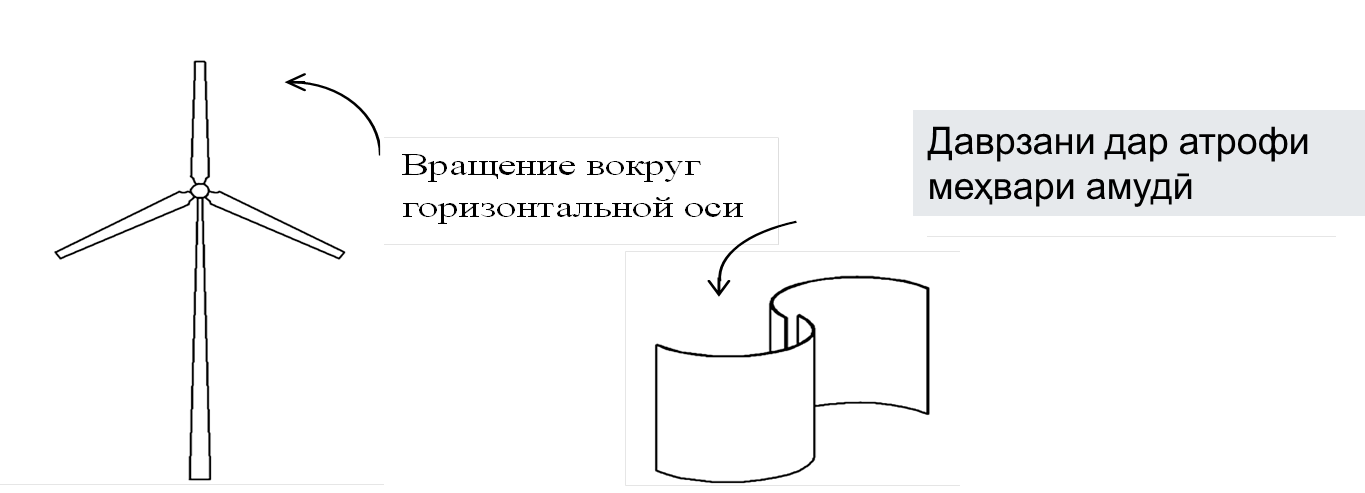 Вращение вокруг
горизонтальной оси
Даврзани дар атрофи
меҳвари амудӣ